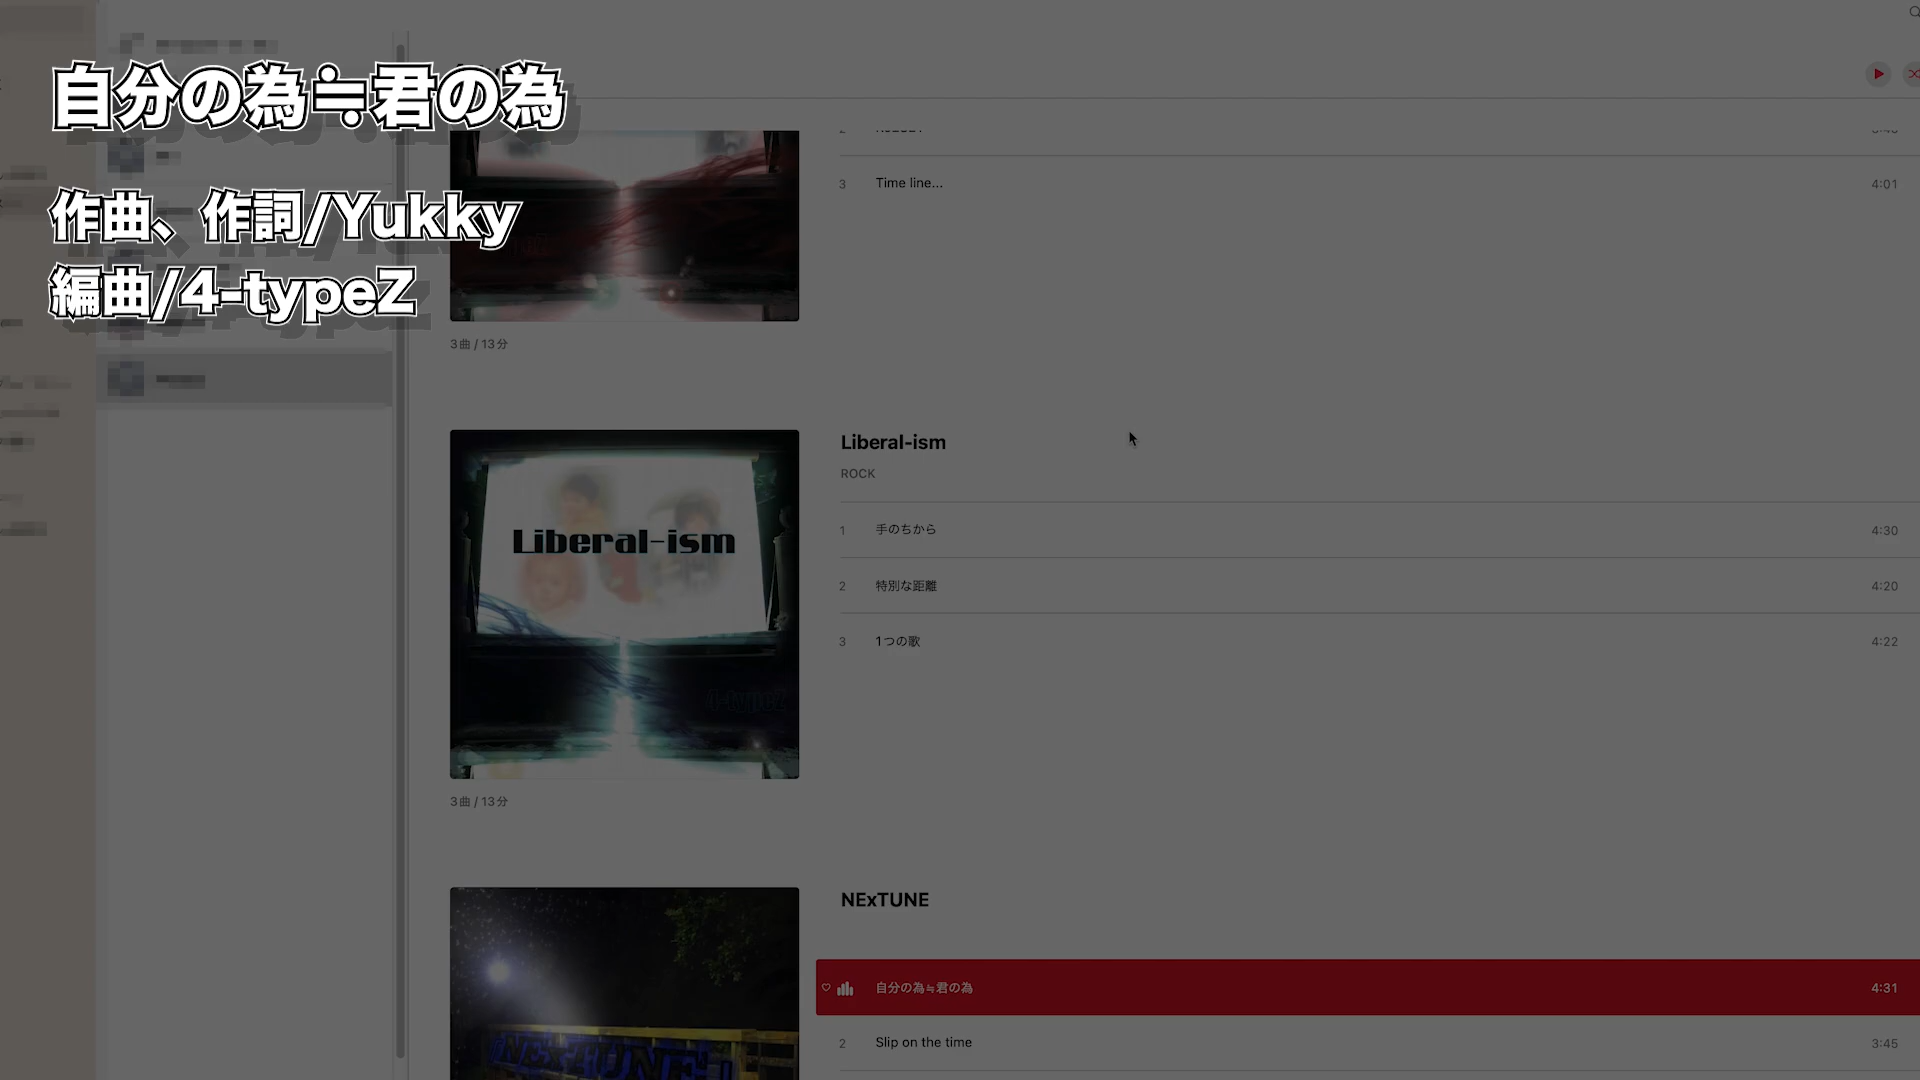 自分の為≒君の為
作曲、作詞/Yukky
編曲/4-typeZ
3 Time line... 4:01
3曲 / 13分
Liberal-ism
4-typeZ
3曲 / 13分
Liberal-ism
ROCK
1 手のちから 4:30
2 特別な距離 4:20
3 1つの歌 4:22
NExTUNE
NExTUNE
自分の為≒君の為 4:31
2 Slip on the time 3:45